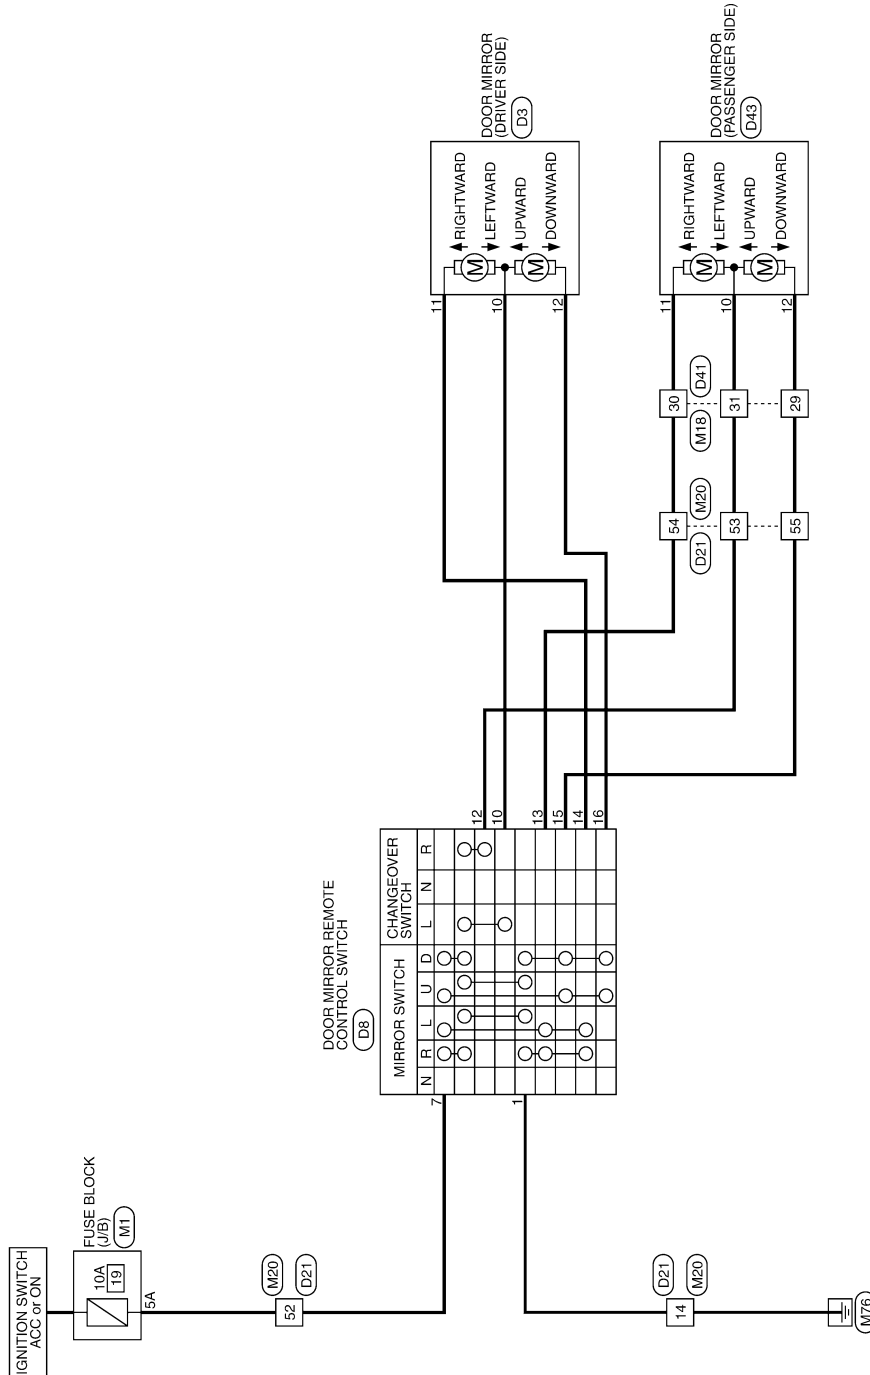 IGNITION SWITCH
ACC or ON
FUSE BLOCK
(J/B)
M1
10A
19
5A
M20
D21
52
D21
M20
14
M76
DOOR MIRROR REMOTE
CONTROL SWITCH
D8
MIRROR SWITCH
CHANGEOVER
SWITCH
N R L U D L N R
7
1
12
10
13
15
14
16
D21
M20
54
53
55
M18
D41
30
31
29
11
10
12
RIGHTWARD
LEFTWARD
UPWARD
DOWNWARD
M
M
DOOR MIRROR
(DRIVER SIDE)
D3
11
10
12
RIGHTWARD
LEFTWARD
UPWARD
DOWNWARD
M
M
DOOR MIRROR
(PASSENGER SIDE)
D43